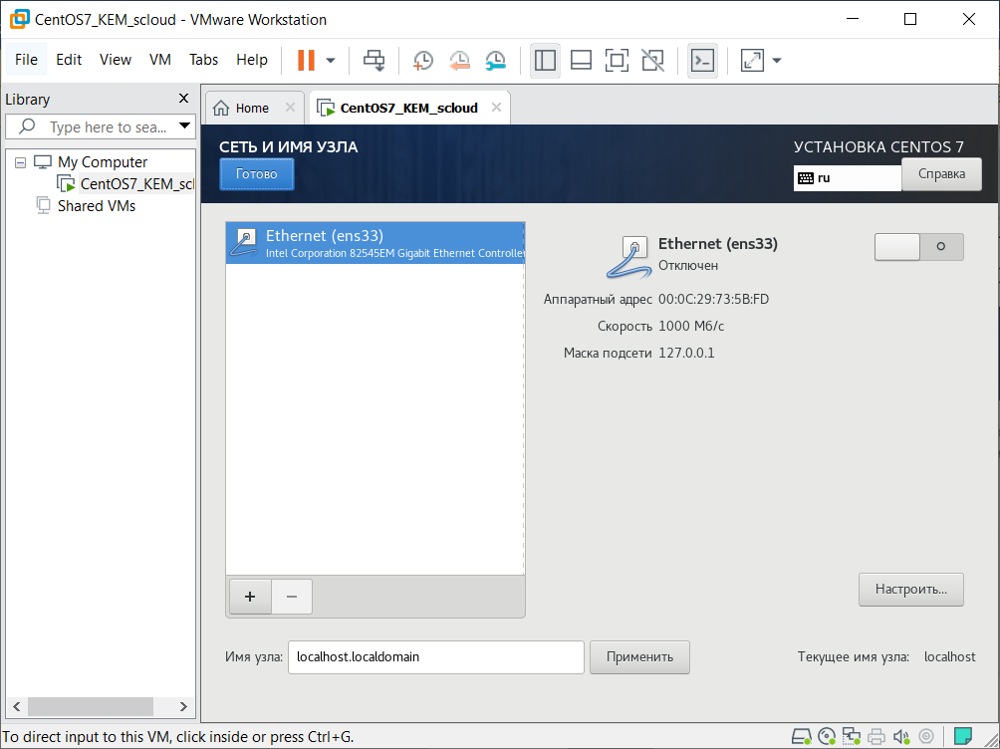 CentOS7_KEM_scloud - VMware Workstation
File Edit View VM Tabs Help
Library
Type here to sea...
My Computer
CentOS7_KEM_scl
Shared VMs
Home
CentOS7_KEM_scloud
СЕТЬ И ИМЯ УЗЛА
Готово
УСТАНОВКА CENTOS 7
ru
Справка
Ethernet (ens33)
Intel Corporation 82545EM Gigabit Ethernet Controlle
Ethernet (ens33)
Отключен
Аппаратный адрес 00:0C:29:73:5B:FD
Скорость 1000 Мб/с
Маска подсети 127.0.0.1
+ −
Настроить...
Имя узла: localhost.localdomain
Применить
Текущее имя узла: localhost
To direct input to this VM, click inside or press Ctrl+G.